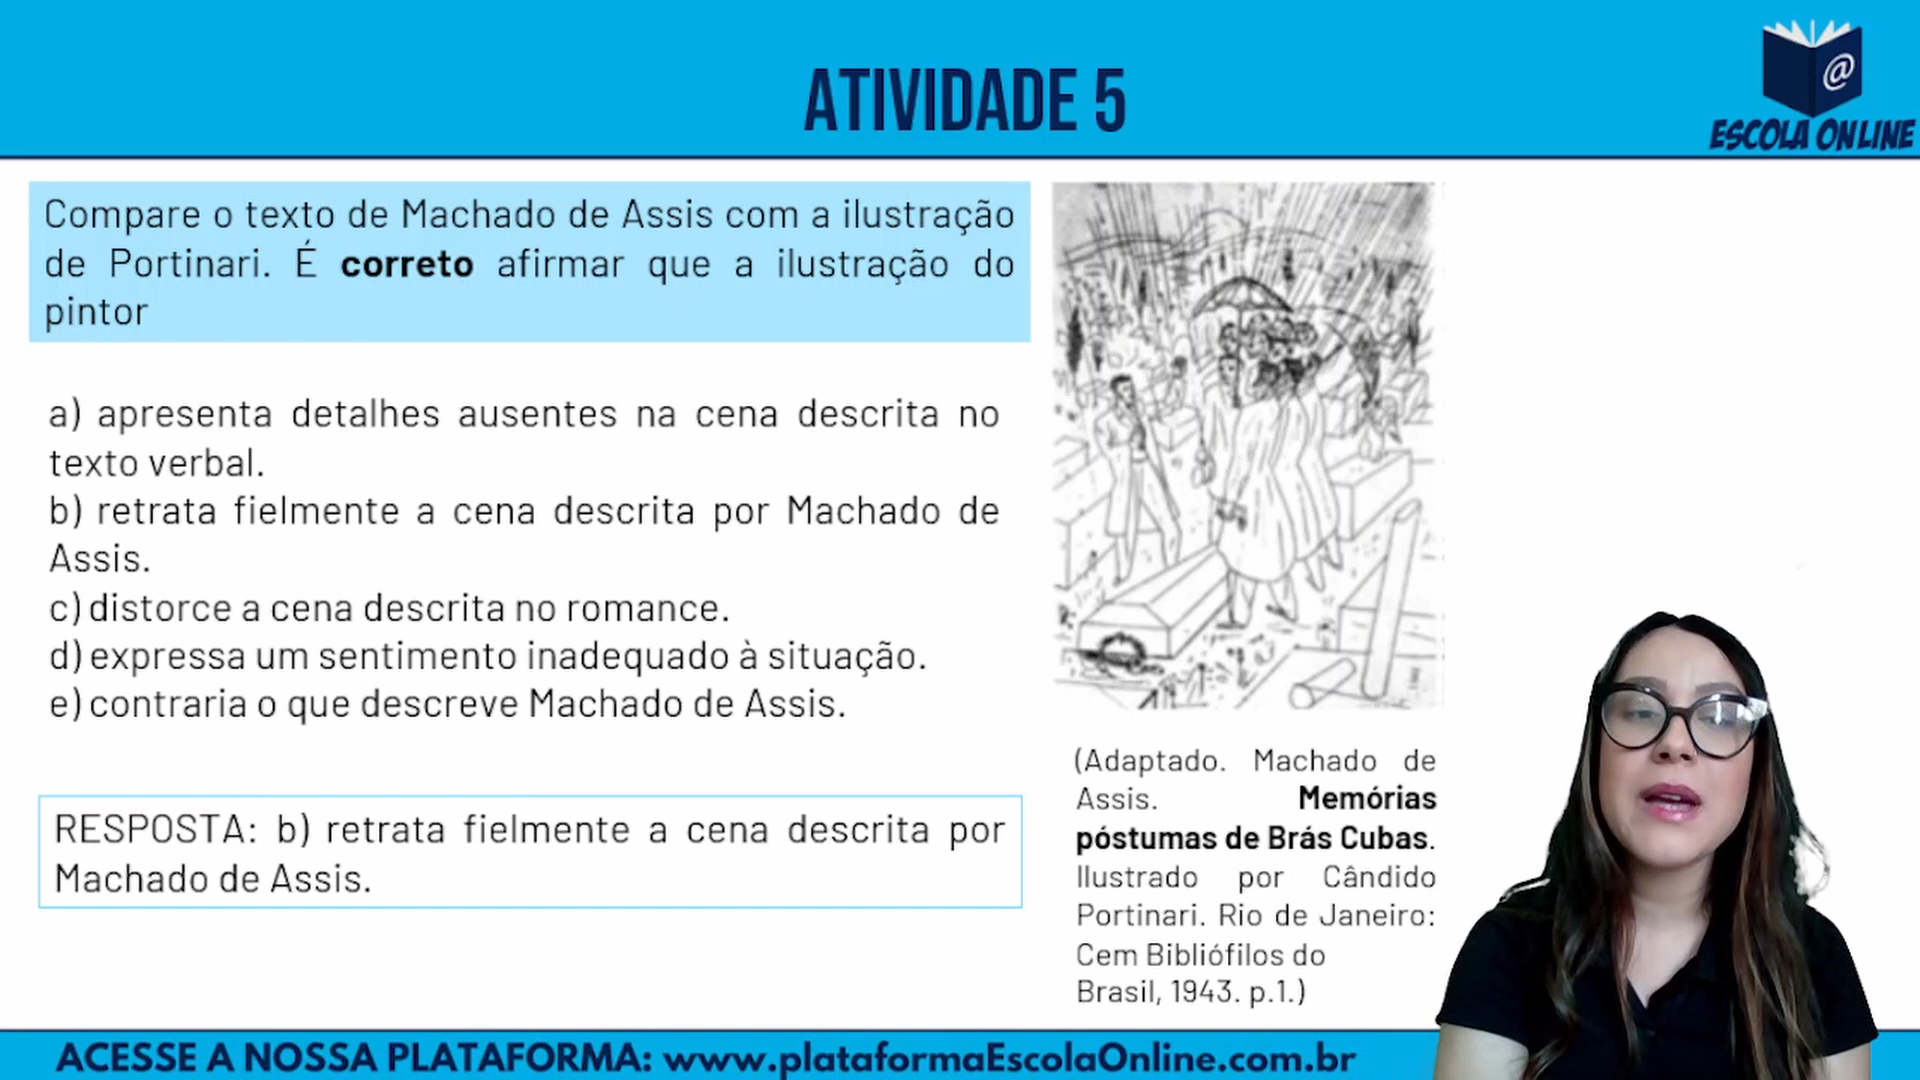 ATIVIDADE 5
@
ESCOLA ONLINE
Compare o texto de Machado de Assis com a ilustração
de Portinari. É correto afirmar que a ilustração do
pintor
a) apresenta detalhes ausentes na cena descrita no
texto verbal.
b) retrata fielmente a cena descrita por Machado de
Assis.
c) distorce a cena descrita no romance.
d) expressa um sentimento inadequado à situação.
e) contraria o que descreve Machado de Assis.
RESPOSTA: b) retrata fielmente a cena descrita por
Machado de Assis.
(Adaptado. Machado de
Assis. Memórias
póstumas de Brás Cubas.
Ilustrado por Cândido
Portinari. Rio de Janeiro:
Cem Bibliófilos do
Brasil, 1943. p.1.)
ACESSE A NOSSA PLATAFORMA: www.plataformaEscolaOnline.com.br